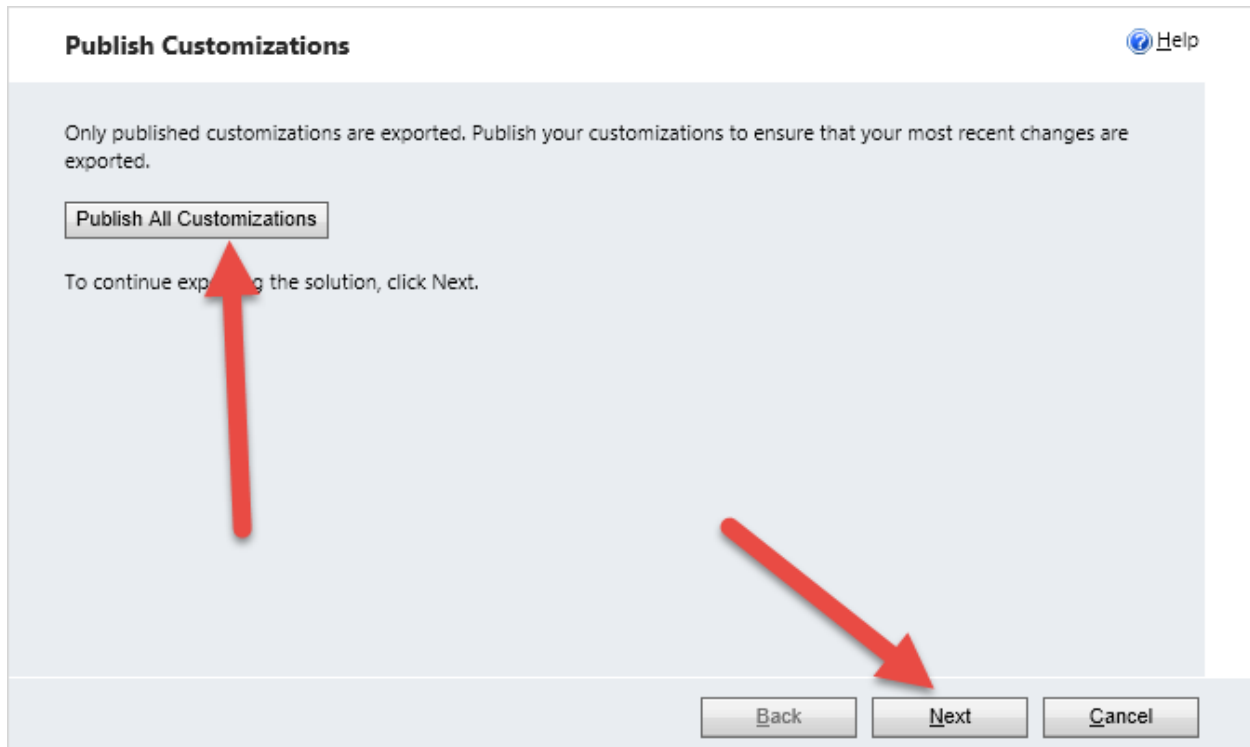 Publish Customizations
Help
Only published customizations are exported. Publish your customizations to ensure that your most recent changes are
exported.
Publish All Customizations
To continue the solution, click Next.
Back
Next
Cancel